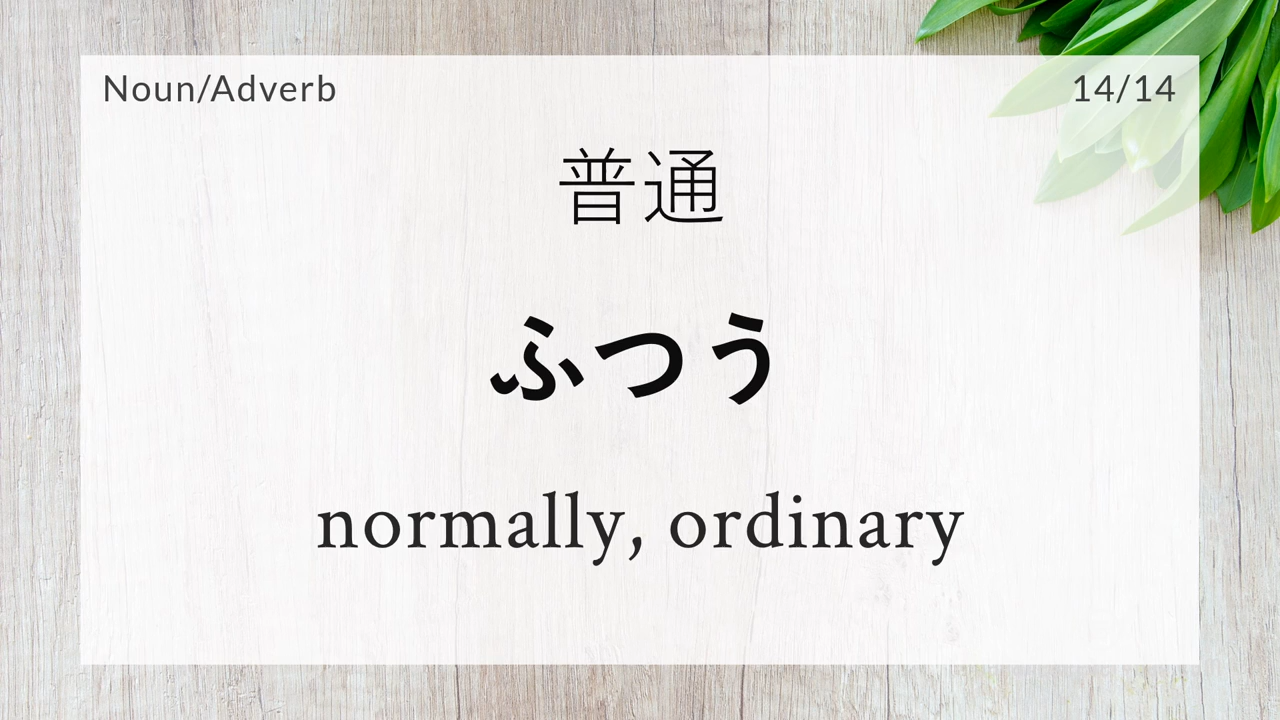 Noun/Adverb
14/14
普通
ふつう
normally, ordinary